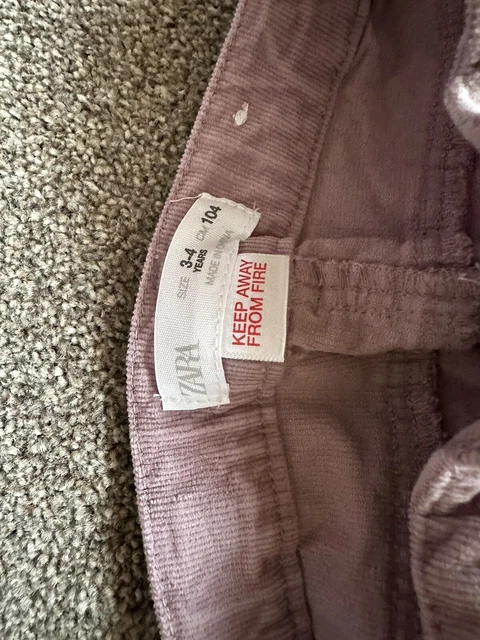 ZARA
SIZE 3-4 CM 104
YEARS MADE IN CHINA
KEEP AWAY
FROM FIRE